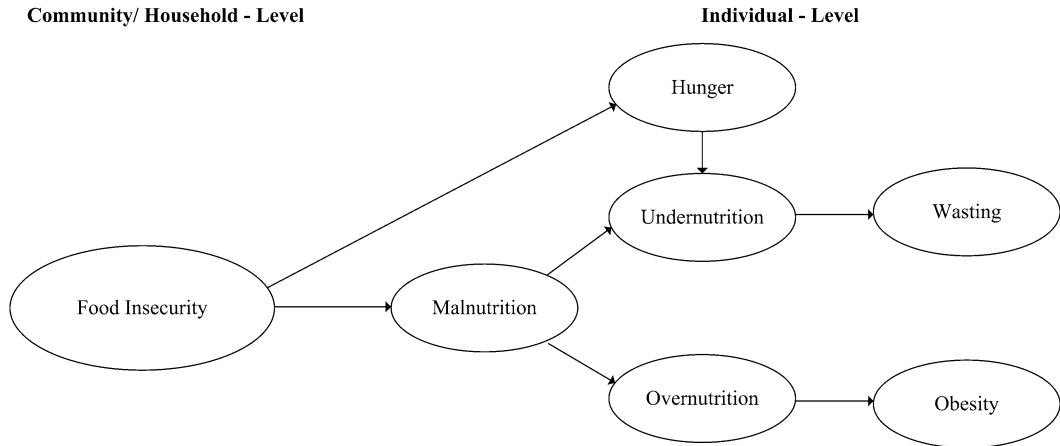 Community/ Household - Level
Individual - Level
Hunger
Undernutrition
Wasting
Food Insecurity
Malnutrition
Overnutrition
Obesity